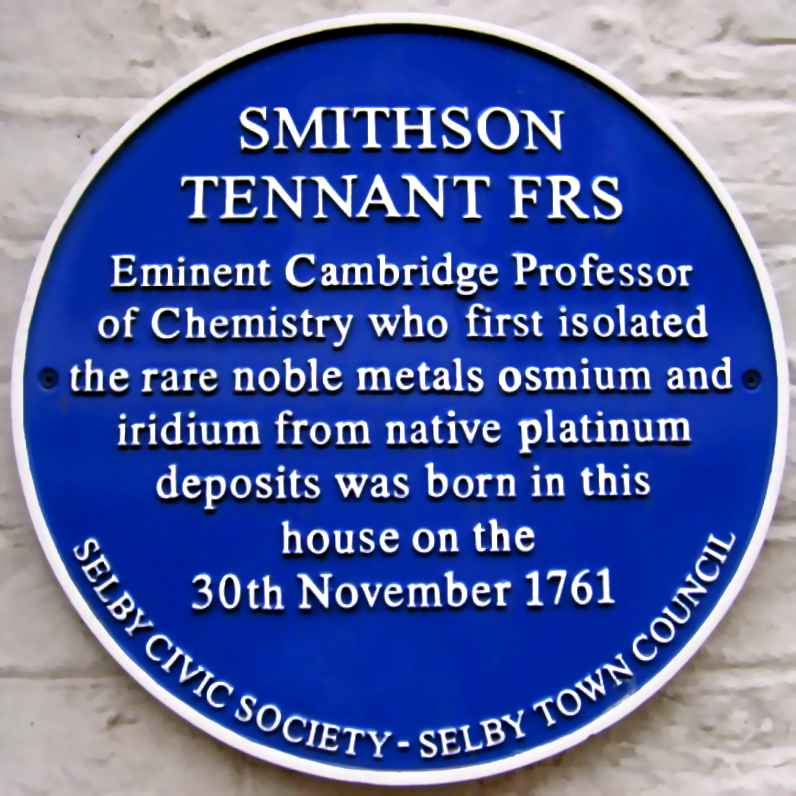 SMITHSON
TENNANT FRS
Eminent Cambridge Professor
of Chemistry who first isolated
the rare noble metals osmium and
iridium from native platinum
deposits was born in this
house on the
30th November 1761
SELBY CIVIC SOCIETY - SELBY TOWN COUNCIL